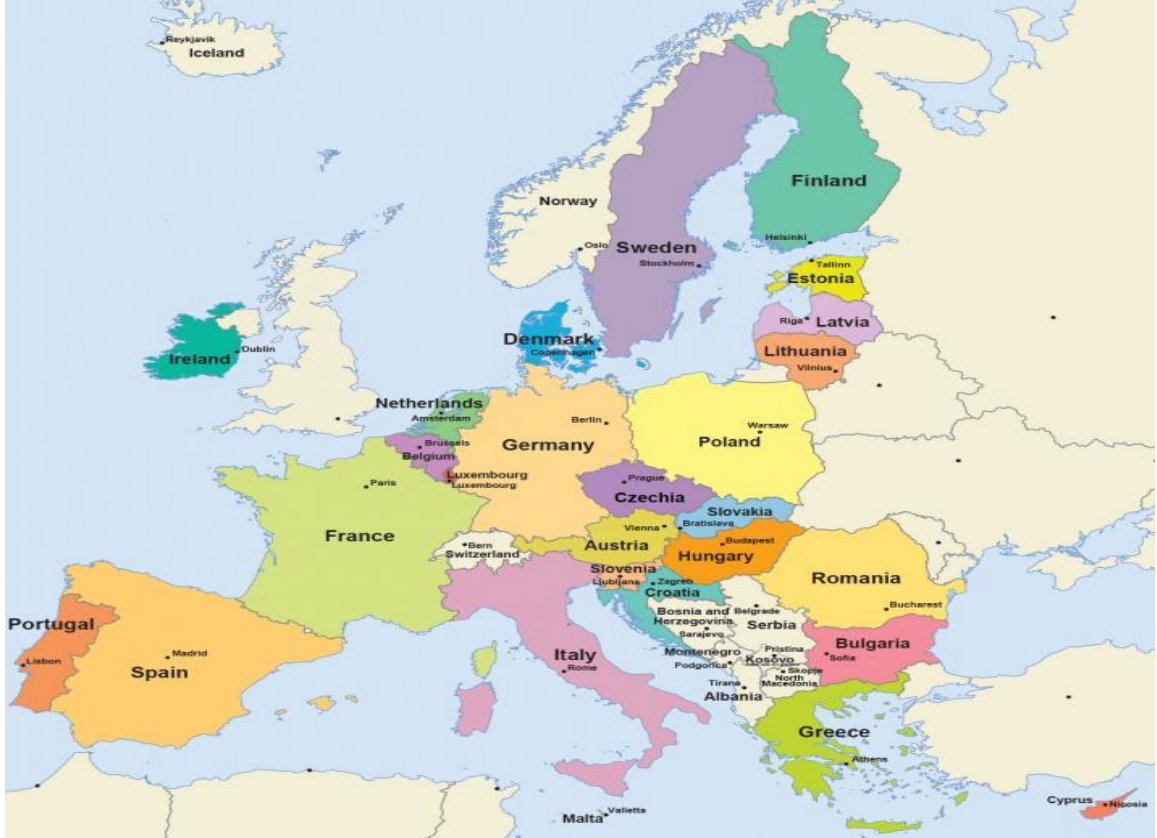 Reykjavik
Iceland
Finland
Norway
Helsinki
Oslo
Sweden
Stockholm
Tallinn
Estonia
Riga
Latvia
Denmark
Copenhagen
Dublin
Ireland
Lithuania
Vilnius
Netherlands
Amsterdam
Berlin
Warsaw
Poland
Germany
Brussels
Belgium
Luxembourg
Luxembourg
Paris
Prague
Czechia
Slovakia
Bratislava
Vienna
France
Austria
Bern
Switzerland
Budapest
Hungary
Slovenia
Ljubljana
Zagreb
Croatia
Romania
Bucharest
Bosnia and
Herzegovina
Sarajevo
Belgrade
Serbia
Portugal
Lisbon
Madrid
Spain
Italy
Rome
Montenegro
Podgorica
Pristina
Kosovo
Bulgaria
Sofia
Skopje
North
Macedonia
Tirana
Albania
Greece
Athens
Malta
Valletta
Cyprus
Nicosia